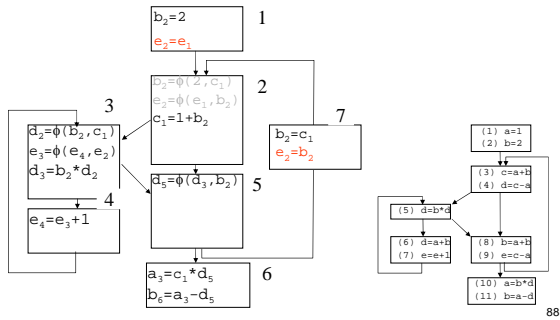 b₂=2
e₂=e₁
1
b₂=ϕ(2,c₁)
e₂=ϕ(e₁,b₂)
c₁=1+b₂
2
3
d₂=ϕ(b₂,c₁)
e₃=ϕ(e₄,e₂)
d₃=b₂*d₂
7
b₂=c₁
e₂=b₂
4
e₄=e₃+1
d₅=ϕ(d₃,b₂)
5
a₃=c₁*d₅
b₆=a₃-d₅
6
(1) a=1
(2) b=2
(3) c=a+b
(4) d=c-a
(5) d=b*d
(6) d=a+b
(7) e=e+1
(8) b=a+b
(9) e=c-a
(10) a=b*d
(11) b=a-d
88